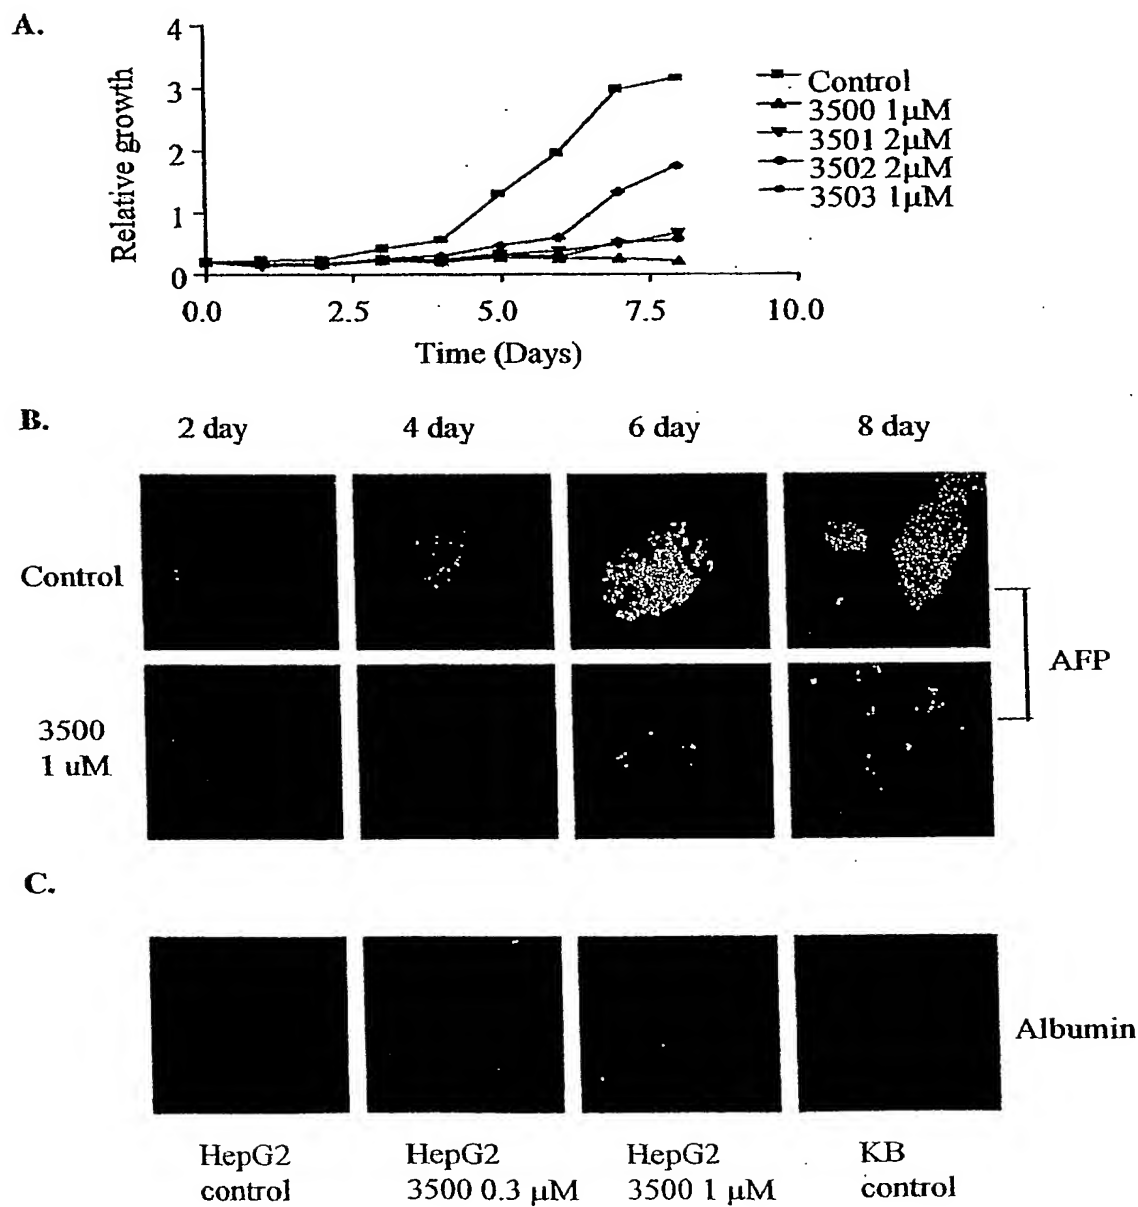 A.
4
3
2
1
0
Relative growth
0.0 2.5 5.0 7.5 10.0
Time (Days)
Control
3500 1µM
3501 2µM
3502 2µM
3503 1µM
B.
2 day 4 day 6 day 8 day
Control
3500
1 uM
AFP
C.
Albumin
HepG2
control
HepG2
3500 0.3 µM
HepG2
3500 1 µM
KB
control